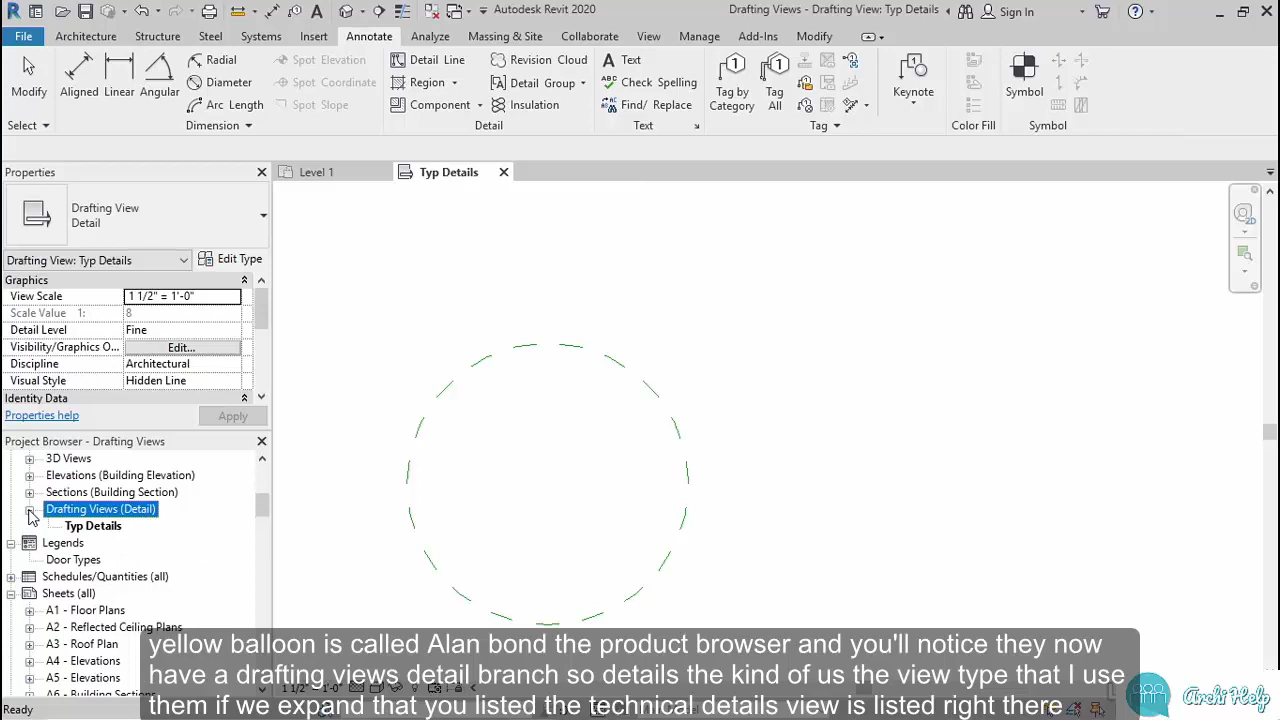 Autodesk Revit 2020
Drafting Views - Drafting View: Typ Details
Sign In
File
Architecture
Structure
Steel
Systems
Insert
Annotate
Analyze
Massing & Site
Collaborate
View
Manage
Add-Ins
Modify
Modify
Aligned
Linear
Angular
Radial
Diameter
Arc Length
Spot Elevation
Spot Coordinate
Spot Slope
Detail Line
Region
Component
Revision Cloud
Detail Group
Insulation
Text
Check Spelling
Find/ Replace
Tag by Category
Tag All
Keynote
Symbol
Select
Dimension
Detail
Text
Tag
Color Fill
Symbol
Properties
Level 1
Typ Details
Drafting View
Detail
Drafting View: Typ Details
Edit Type
Graphics
View Scale 1 1/2" = 1'-0"
Scale Value 1: 8
Detail Level Fine
Visibility/Graphics O... Edit...
Discipline Architectural
Visual Style Hidden Line
Identity Data
Properties help
Apply
Project Browser - Drafting Views
3D Views
Elevations (Building Elevation)
Sections (Building Section)
Drafting Views (Detail)
Typ Details
Legends
Door Types
Schedules/Quantities (all)
Sheets (all)
A1 - Floor Plans
A2 - Reflected Ceiling Plans
A3 - Roof Plan
A4 - Elevations
A5 - Elevations
yellow balloon is called Alan bond the product browser and you'll notice they now
have a drafting views detail branch so details the kind of us the view type that I use
them if we expand that you listed the technical details view is listed right there
Ready
1 1/2" = 1'-0"
Archi Help